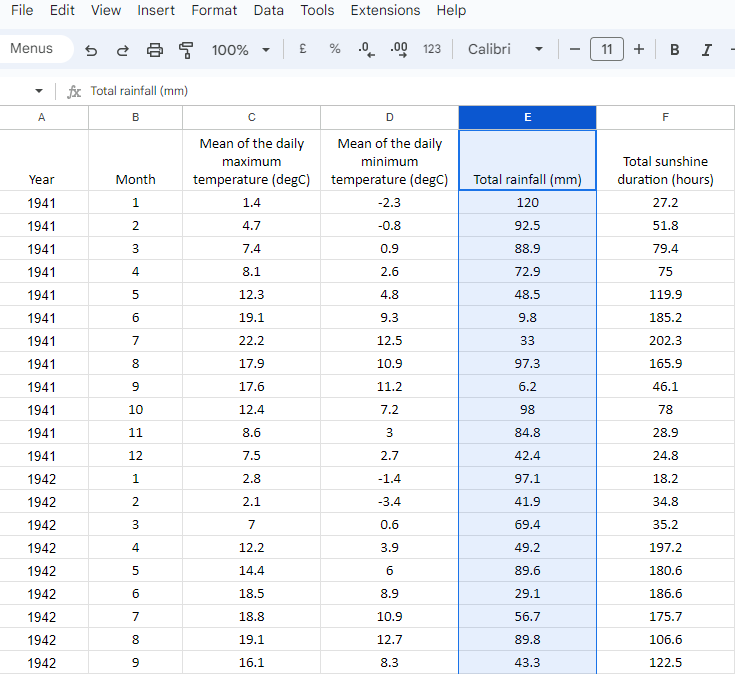 File Edit View Insert Format Data Tools Extensions Help
Menus 100% £ % .0 .00 123 Calibri 11 B I
fx Total rainfall (mm)
A B C D E F
Year Month Mean of the daily maximum temperature (degC) Mean of the daily minimum temperature (degC) Total rainfall (mm) Total sunshine duration (hours)
1941 1 1.4 -2.3 120 27.2
1941 2 4.7 -0.8 92.5 51.8
1941 3 7.4 0.9 88.9 79.4
1941 4 8.1 2.6 72.9 75
1941 5 12.3 4.8 48.5 119.9
1941 6 19.1 9.3 9.8 185.2
1941 7 22.2 12.5 33 202.3
1941 8 17.9 10.9 97.3 165.9
1941 9 17.6 11.2 6.2 46.1
1941 10 12.4 7.2 98 78
1941 11 8.6 3 84.8 28.9
1941 12 7.5 2.7 42.4 24.8
1942 1 2.8 -1.4 97.1 18.2
1942 2 2.1 -3.4 41.9 34.8
1942 3 7 0.6 69.4 35.2
1942 4 12.2 3.9 49.2 197.2
1942 5 14.4 6 89.6 180.6
1942 6 18.5 8.9 29.1 186.6
1942 7 18.8 10.9 56.7 175.7
1942 8 19.1 12.7 89.8 106.6
1942 9 16.1 8.3 43.3 122.5